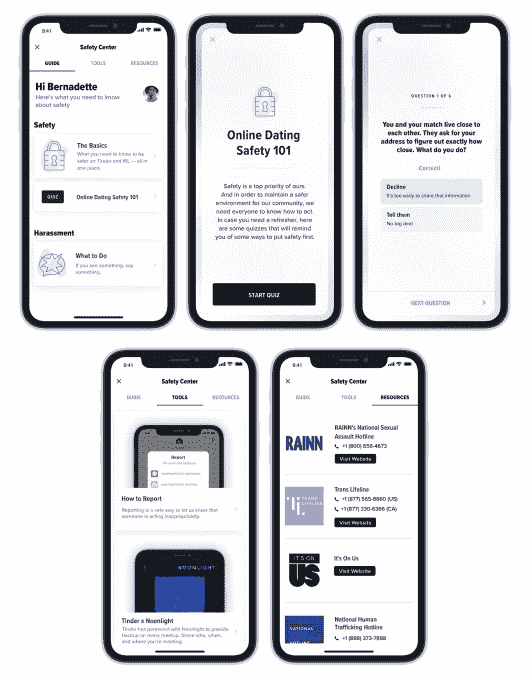 9:41
Safety Center
GUIDE
TOOLS
RESOURCES
Hi Bernadette
Here's what you need to know
about safety
Safety
The Basics
What you need to know to be
safe on Tinder and IRL — all in
one place.
QUIZ
Online Dating Safety 101
Harassment
What to Do
If you see something, say
something.
Online Dating
Safety 101
Safety is a top priority of ours.
And in order to maintain a safer
environment for our community, we
need everyone to know how to act.
In case you need a refresher, here
are some quizzes that will remind
you of some ways to put safety first.
START QUIZ
QUESTION 1 OF 6
You and your match live close to
each other. They ask for your
address to figure out exactly how
close. What do you do?
Correct!
Decline
It's too early to share that information
Tell them
No big deal
NEXT QUESTION
9:41
Safety Center
GUIDE
TOOLS
RESOURCES
Report
How to Report
Reporting is a safe way to let us know that
someone is acting inappropriately.
NOONLIGHT
Tinder x Noonlight
Tinder has partnered with Noonlight to provide
backup on every meetup. Share who, when,
and where you're meeting.
9:41
Safety Center
GUIDE
TOOLS
RESOURCES
RAINN
RAINN's National Sexual
Assault Hotline
+1 (800) 656-4673
Visit Website
TRANS
LIFELINE
Trans Lifeline
+1 (877) 565-8860 (US)
+1 (877) 330-6366 (CA)
Visit Website
IT'S ON
US
It's On Us
Visit Website
NATIONAL
National Human
Trafficking Hotline
+1 (888) 373-7888